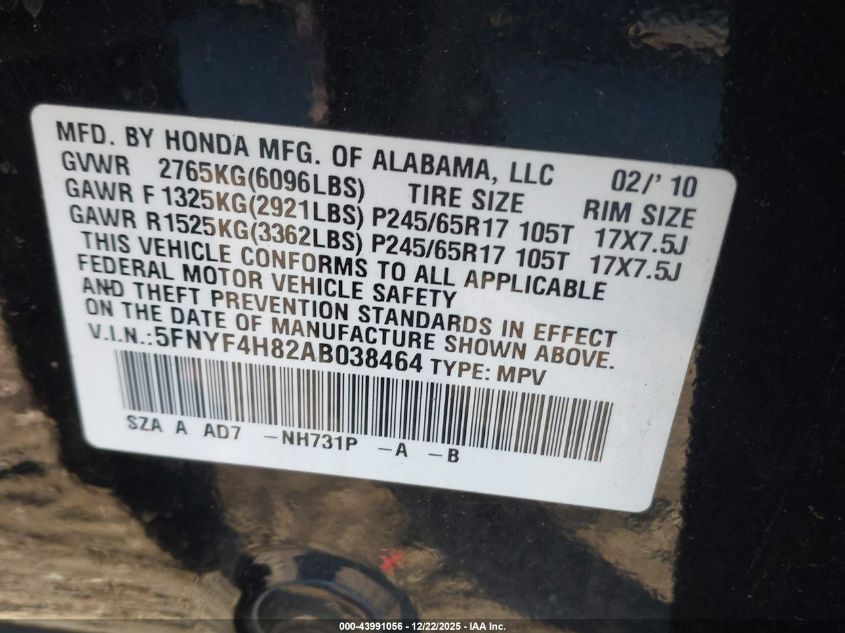 MFD. BY HONDA MFG. OF ALABAMA, LLC 02/' 10
GVWR 2765KG(6096LBS) TIRE SIZE RIM SIZE
GAWR F 1325KG(2921LBS) P245/65R17 105T 17X7.5J
GAWR R1525KG(3362LBS) P245/65R17 105T 17X7.5J
THIS VEHICLE CONFORMS TO ALL APPLICABLE
FEDERAL MOTOR VEHICLE SAFETY
AND THEFT PREVENTION STANDARDS IN EFFECT
ON THE DATE OF MANUFACTURE SHOWN ABOVE.
V.I.N.:5FNYF4H82AB038464 TYPE: MPV
SZA A AD7 -NH731P -A -B
000-43991056 - 12/22/2025 - IAA Inc.